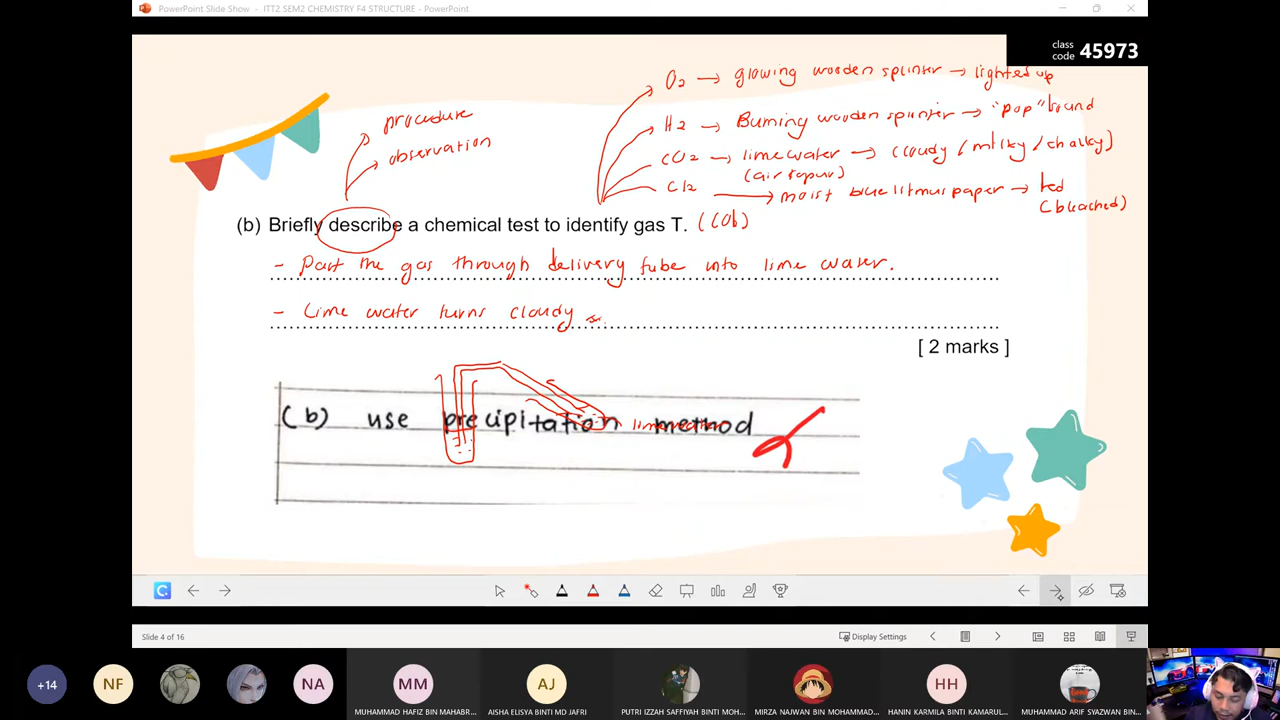 PowerPoint Slide Show - ITT2 SEM2 CHEMISTRY F4 STRUCTURE - PowerPoint
class code 45973
O2 → glowing wooden splinter → lighted up
procedure
H2 → Burning wooden splinter → "pop" sound
observation
CO2 → lime water → cloudy / milky / chalky)
(air kapur)
Cl2 → moist blue litmus paper → red
(bleached)
(b) Briefly describe a chemical test to identify gas T. (CO2)
- Past the gas through delivery tube into lime water.
- Lime water turns cloudy
[ 2 marks ]
(b) use precipitation method
lime water
Slide 4 of 16
Display Settings
+14
NF
NA
MM
AJ
HH
MUHAMMAD HAFIZ BIN MAHABR...
AISHA ELISYA BINTI MD JAFRI
PUTRI IZZAH SAFFIYAH BINTI MOH...
MIRZA NAJWAN BIN MOHAMMAD...
HANIN KARMILA BINTI KAMARUL...
MUHAMMAD ARIF SYAZWAN BIN...